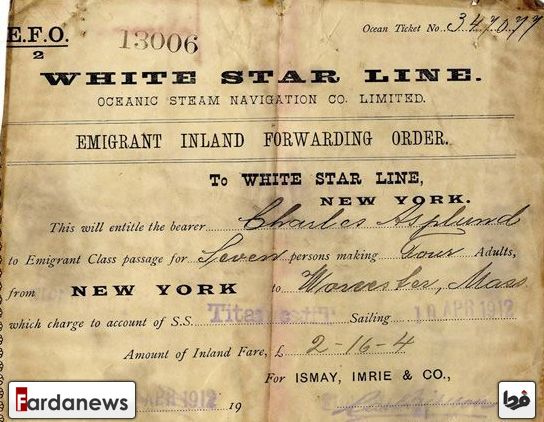 E.F.O.
2
13006
Ocean Ticket No. 347077
WHITE STAR LINE.
OCEANIC STEAM NAVIGATION CO. LIMITED.
EMIGRANT INLAND FORWARDING ORDER.
To WHITE STAR LINE,
NEW YORK.
This will entitle the bearer Charles Asplund
to Emigrant Class passage for Seven persons making Four Adults,
from NEW YORK to Worcester, Mass
which charge to account of S.S. Titanic Sailing 10 APR 1912
Amount of Inland Fare, £ 2-16-4
For ISMAY, IMRIE & CO.,
APR 1912 19
Fardanews
فردا